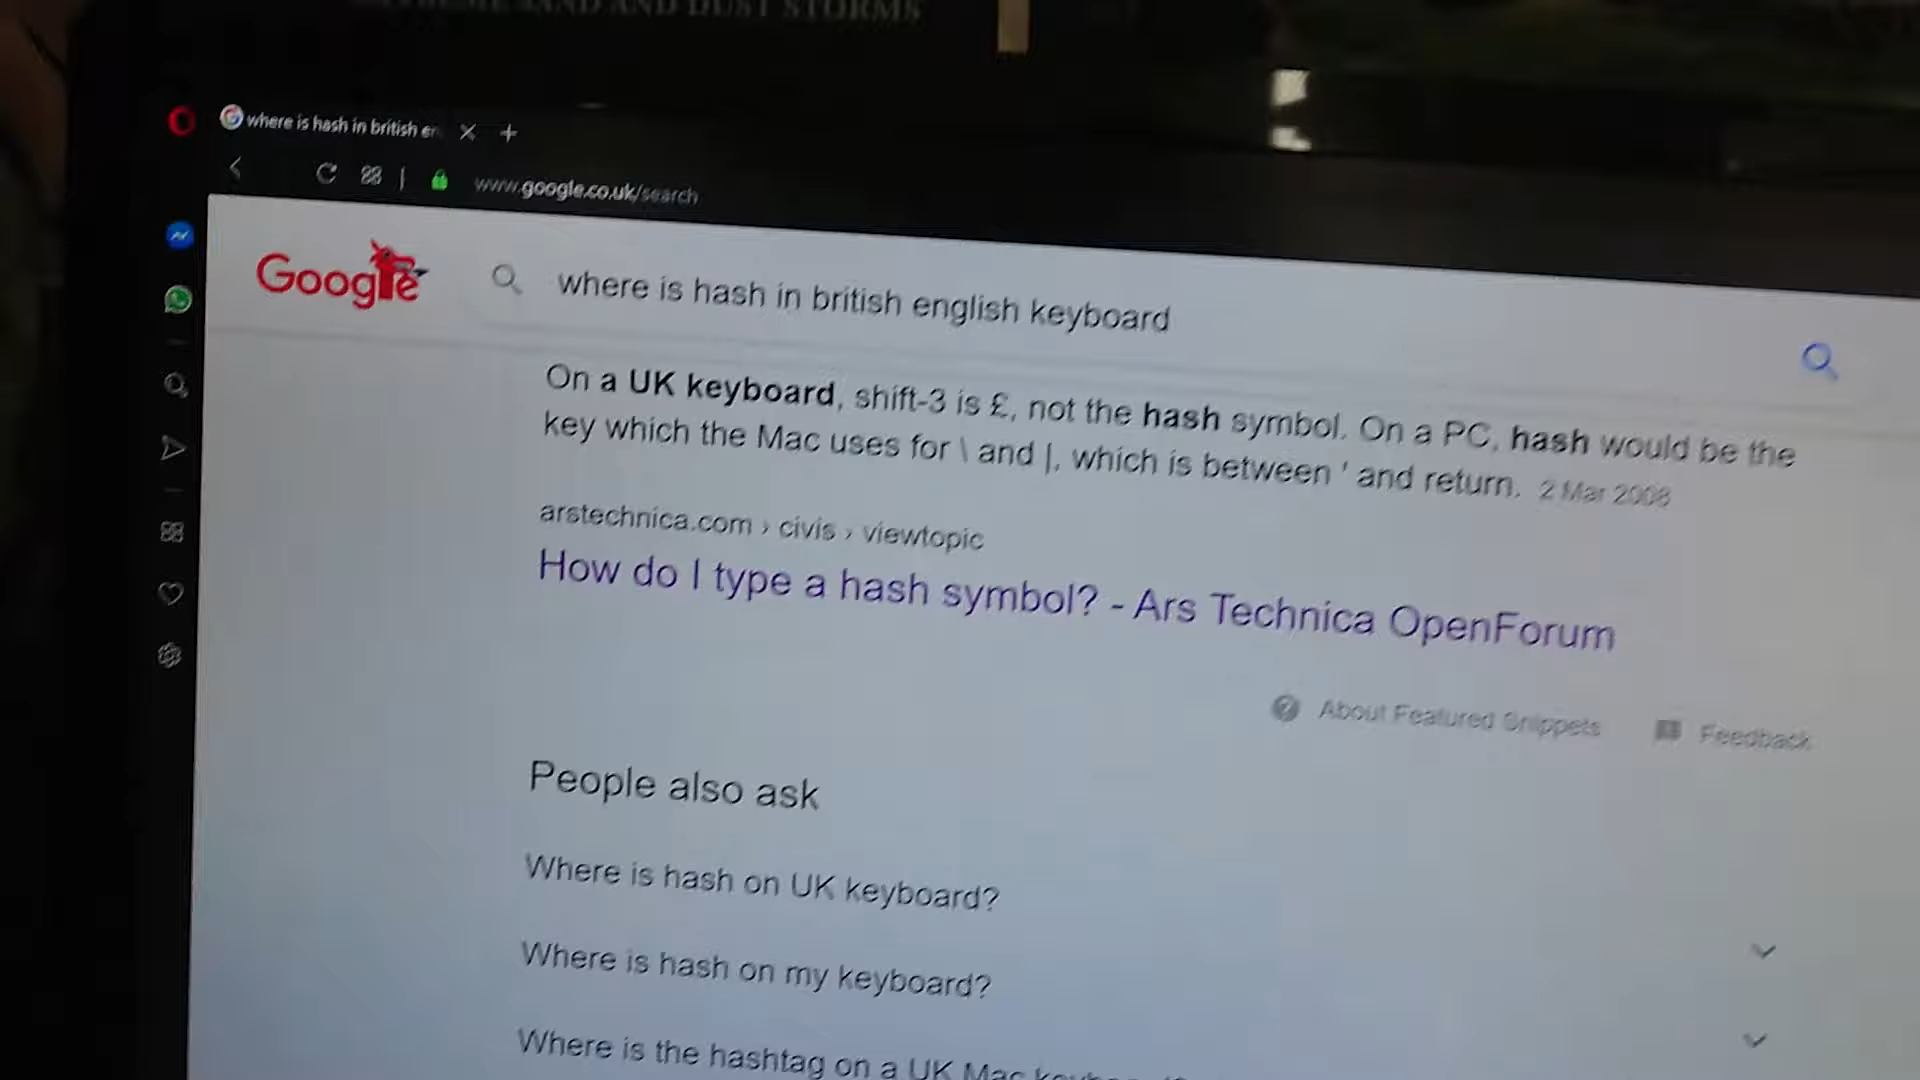 AND DUST STORMS
where is hash in british en
www.google.co.uk/search
Google
where is hash in british english keyboard
On a UK keyboard, shift-3 is £, not the hash symbol. On a PC, hash would be the
key which the Mac uses for \ and |, which is between ' and return. 2 Mar 2008
arstechnica.com › civis › viewtopic
How do I type a hash symbol? - Ars Technica OpenForum
About Featured Snippets
Feedback
People also ask
Where is hash on UK keyboard?
Where is hash on my keyboard?
Where is the hashtag on a UK Mac